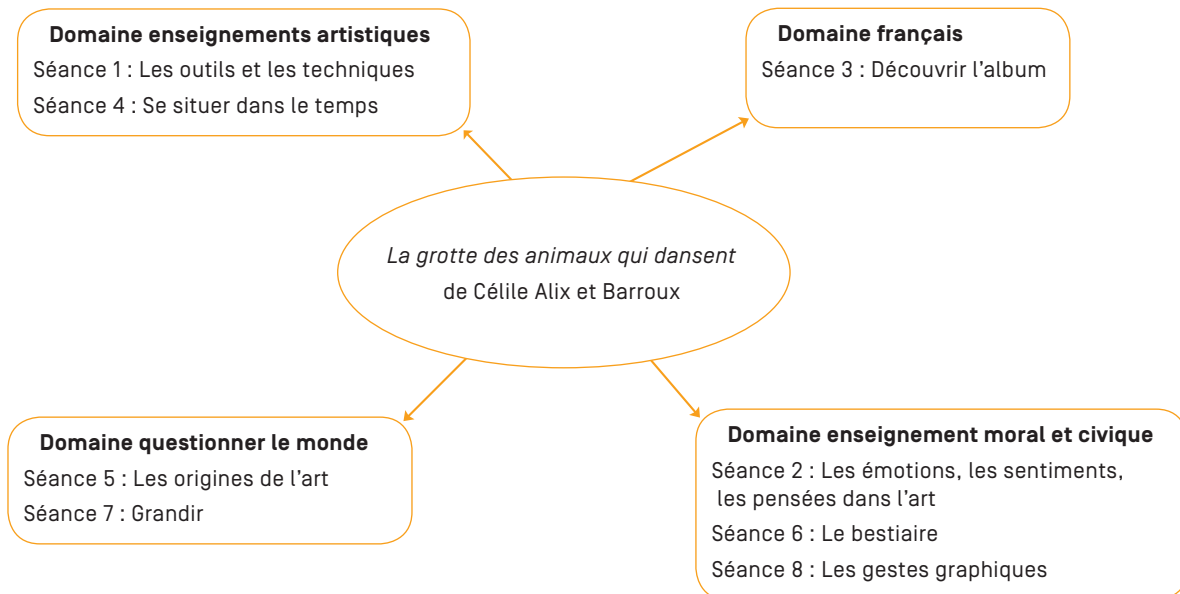 Domaine enseignements artistiques
Séance 1 : Les outils et les techniques
Séance 4 : Se situer dans le temps
Domaine français
Séance 3 : Découvrir l’album
La grotte des animaux qui dansent
de Célile Alix et Barroux
Domaine questionner le monde
Séance 5 : Les origines de l’art
Séance 7 : Grandir
Domaine enseignement moral et civique
Séance 2 : Les émotions, les sentiments,
les pensées dans l’art
Séance 6 : Le bestiaire
Séance 8 : Les gestes graphiques